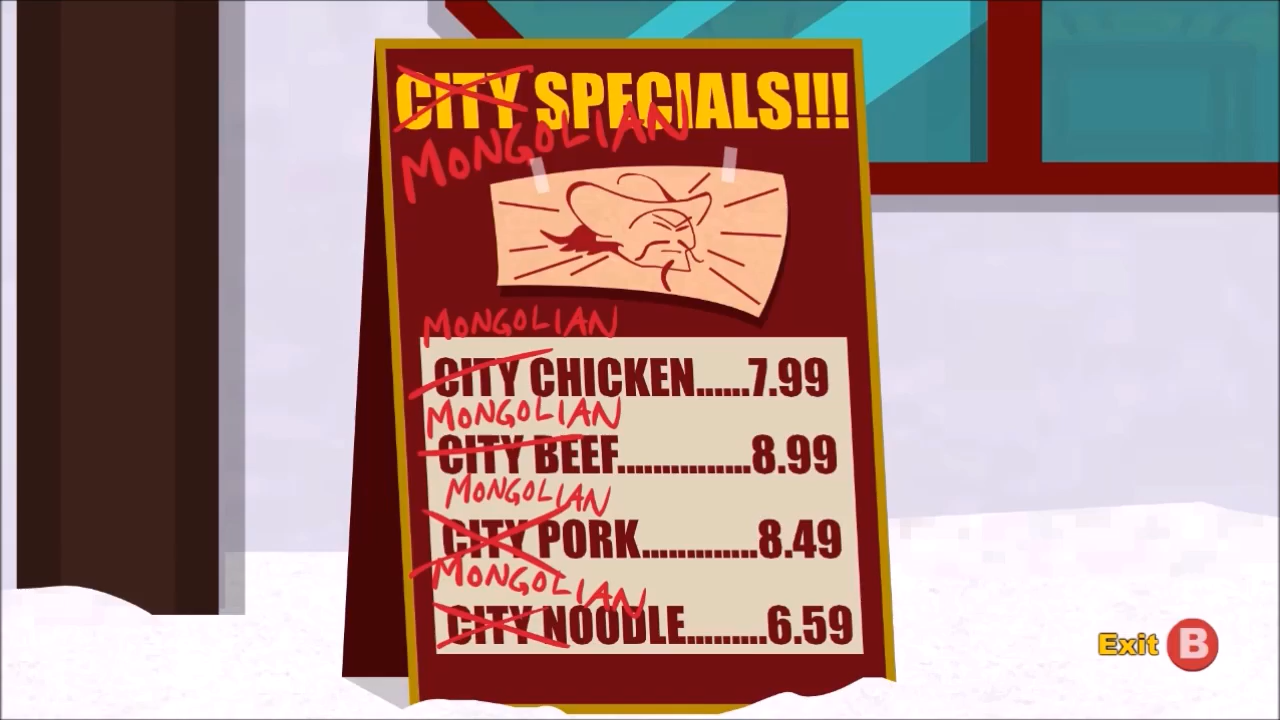 CITY SPECIALS!!!
MONGOLIAN
MONGOLIAN
CITY CHICKEN......7.99
MONGOLIAN
CITY BEEF...............8.99
MONGOLIAN
CITY PORK.............8.49
MONGOLIAN
CITY NOODLE.........6.59
Exit B